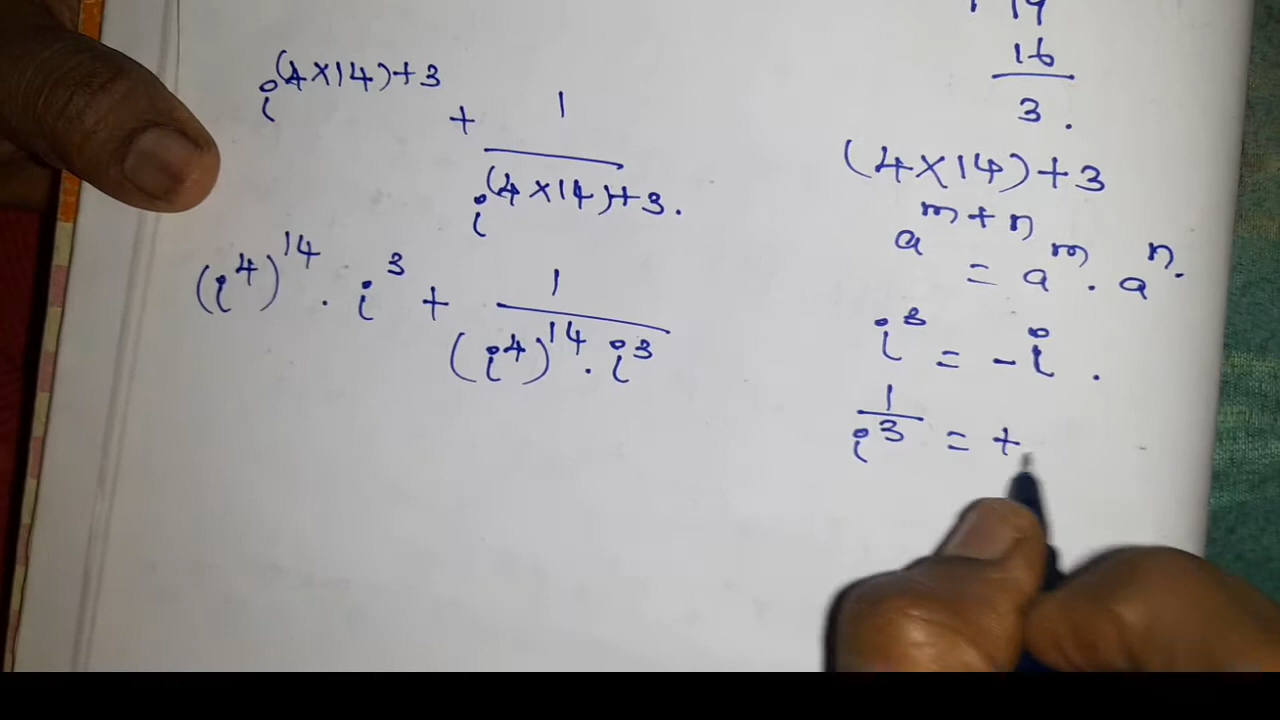 i^(4×14)+3 + 1/i^(4×14)+3.
(i^4)^14 . i^3 + 1/(i^4)^14 . i^3
16
3.
(4×14)+3
a^m+n
= a^m . a^n.
i^3 = -i .
1/i^3 = +